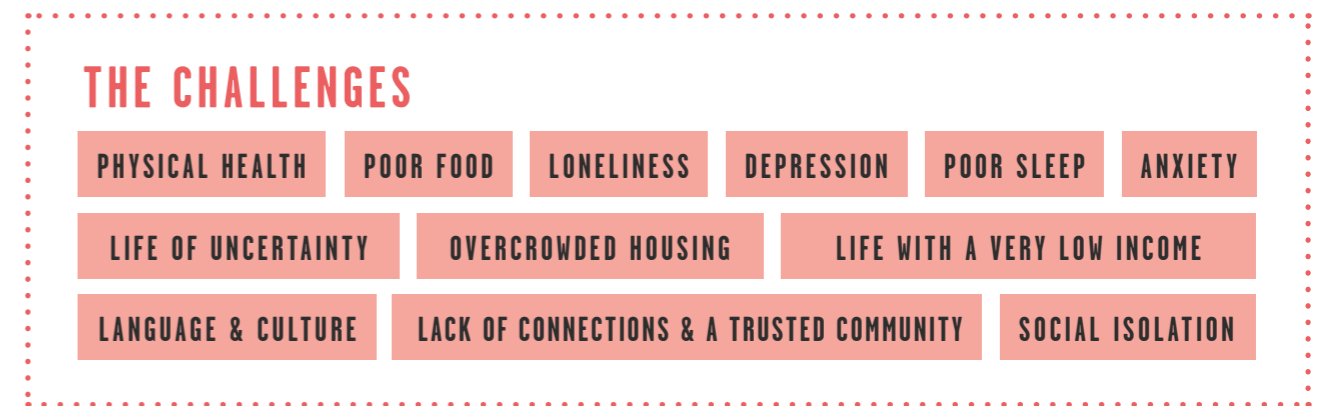 THE CHALLENGES
PHYSICAL HEALTH POOR FOOD LONELINESS DEPRESSION POOR SLEEP ANXIETY
LIFE OF UNCERTAINTY OVERCROWDED HOUSING LIFE WITH A VERY LOW INCOME
LANGUAGE & CULTURE LACK OF CONNECTIONS & A TRUSTED COMMUNITY SOCIAL ISOLATION